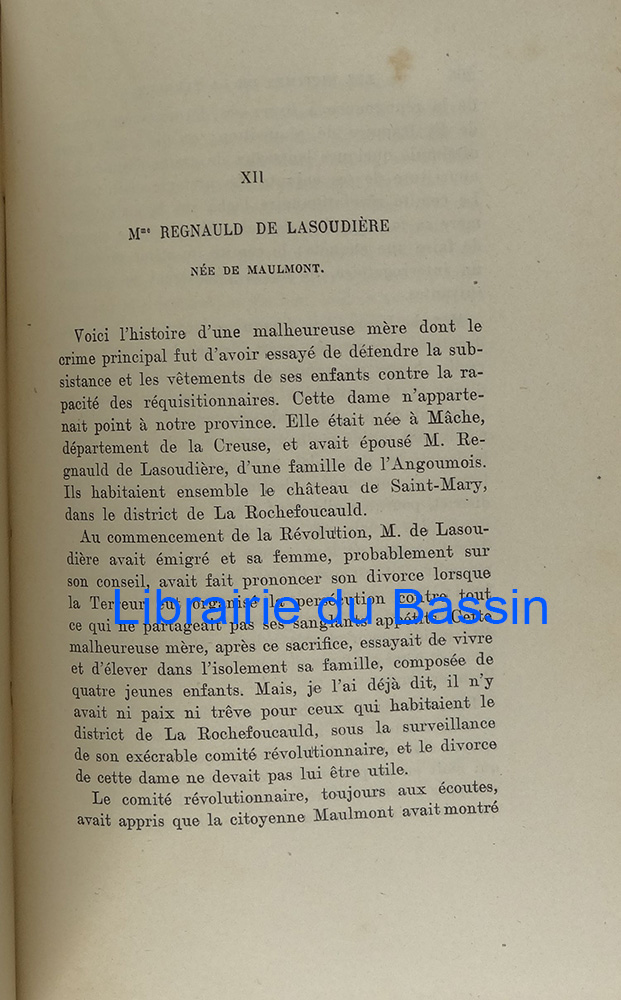 XII
Mme REGNAULD DE LASOUDIÈRE
NÉE DE MAULMONT.
Voici l'histoire d'une malheureuse mère dont le
crime principal fut d'avoir essayé de défendre la sub-
sistance et les vêtements de ses enfants contre la ra-
pacité des réquisitionnaires. Cette dame n'apparte-
nait point à notre province. Elle était née à Mâche,
département de la Creuse, et avait épousé M. Re-
gnauld de Lasoudière, d'une famille de l'Angoumois.
Ils habitaient ensemble le château de Saint-Mary,
dans le district de La Rochefoucauld.
Au commencement de la Révolution, M. de Lasou-
dière avait émigré et sa femme, probablement sur
son conseil, avait fait prononcer son divorce lorsque
la Terreur eut organisé la persécution contre tout
Librairie du Bassin
ce qui ne partageait pas ses sanglants appétits. Cette
malheureuse mère, après ce sacrifice, essayait de vivre
et d'élever dans l'isolement sa famille, composée de
quatre jeunes enfants. Mais, je l'ai déjà dit, il n'y
avait ni paix ni trêve pour ceux qui habitaient le
district de La Rochefoucauld, sous la surveillance
de son exécrable comité révolutionnaire, et le divorce
de cette dame ne devait pas lui être utile.
Le comité révolutionnaire, toujours aux écoutes,
avait appris que la citoyenne Maulmont avait montré